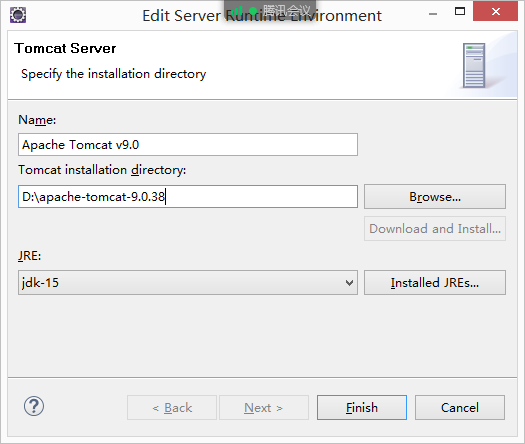 Edit Server Runtime Environment
腾讯会议
Tomcat Server
Specify the installation directory
Name:
Apache Tomcat v9.0
Tomcat installation directory:
D:\apache-tomcat-9.0.38
Browse...
Download and Install...
JRE:
jdk-15
Installed JREs...
?
< Back
Next >
Finish
Cancel